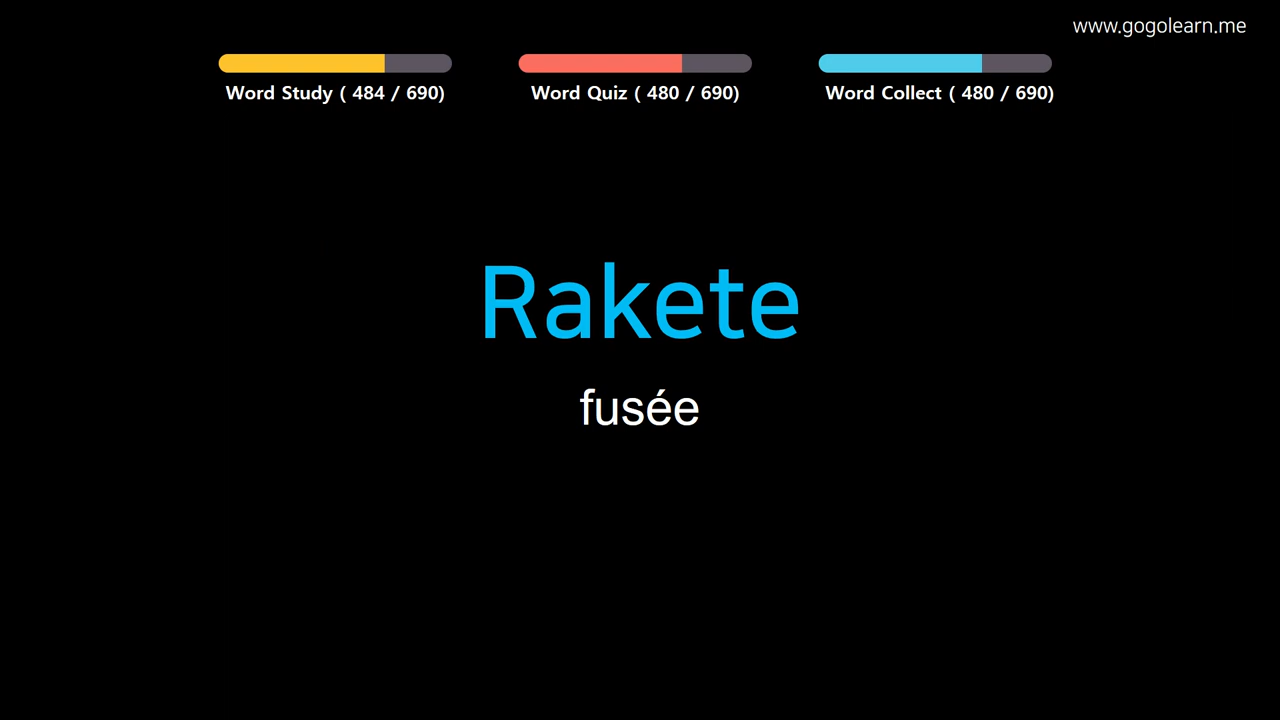 www.gogolearn.me
Word Study ( 484 / 690)
Word Quiz ( 480 / 690)
Word Collect ( 480 / 690)
Rakete
fusée